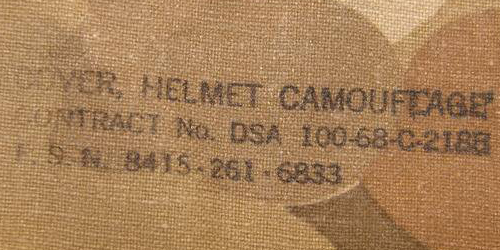 COVER, HELMET CAMOUFLAGE
CONTRACT No. DSA 100-68-C-2188
F. S. N. 8415-261-6833